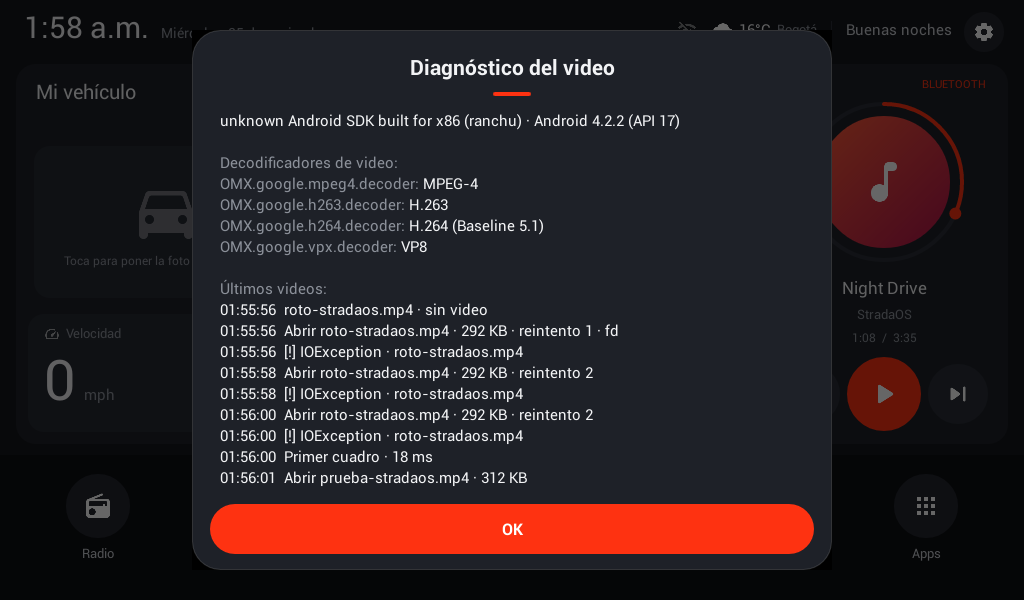 1:58 a.m.
16°C
Buenas noches
Diagnóstico del video
Mi vehículo
BLUETOOTH
unknown Android SDK built for x86 (ranchu) · Android 4.2.2 (API 17)
Decodificadores de video:
OMX.google.mpeg4.decoder: MPEG-4
OMX.google.h263.decoder: H.263
OMX.google.h264.decoder: H.264 (Baseline 5.1)
OMX.google.vpx.decoder: VP8
Toca para poner la foto
Últimos videos:
01:55:56 roto-stradaos.mp4 · sin video
01:55:56 Abrir roto-stradaos.mp4 · 292 KB · reintento 1 · fd
01:55:56 [!] IOException · roto-stradaos.mp4
01:55:58 Abrir roto-stradaos.mp4 · 292 KB · reintento 2
01:55:58 [!] IOException · roto-stradaos.mp4
01:56:00 Abrir roto-stradaos.mp4 · 292 KB · reintento 2
01:56:00 [!] IOException · roto-stradaos.mp4
01:56:00 Primer cuadro · 18 ms
01:56:01 Abrir prueba-stradaos.mp4 · 312 KB
Velocidad
0 mph
Night Drive
StradaOS
1:08 / 3:35
OK
Radio
Apps